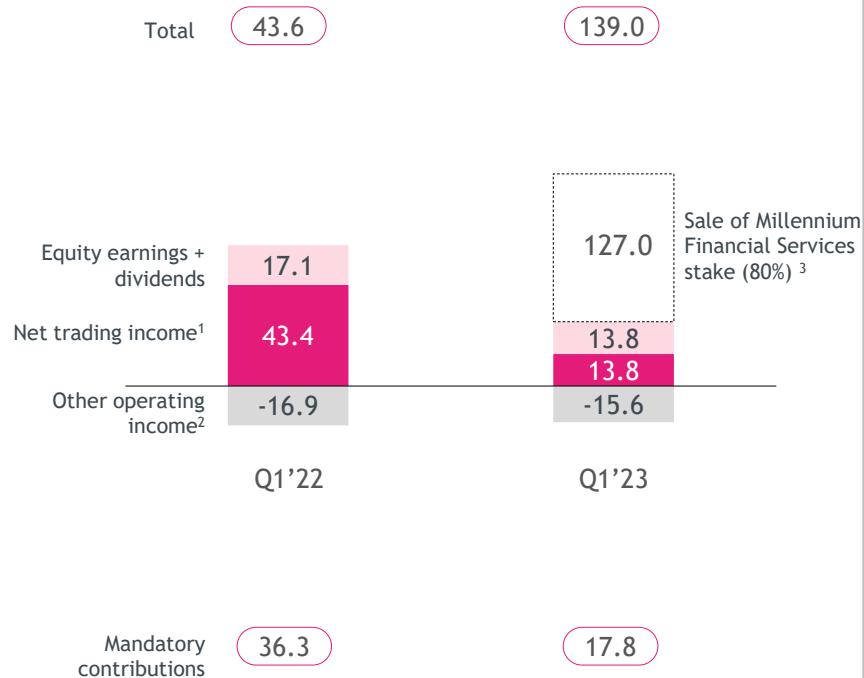 Total
43.6
139.0
127.0
Sale of Millennium
Financial Services
stake (80%) 3
Equity earnings +
dividends
17.1
Net trading income1
43.4
13.8
13.8
Other operating
income2
-16.9
-15.6
Q1’22
Q1’23
Mandatory
contributions
36.3
17.8